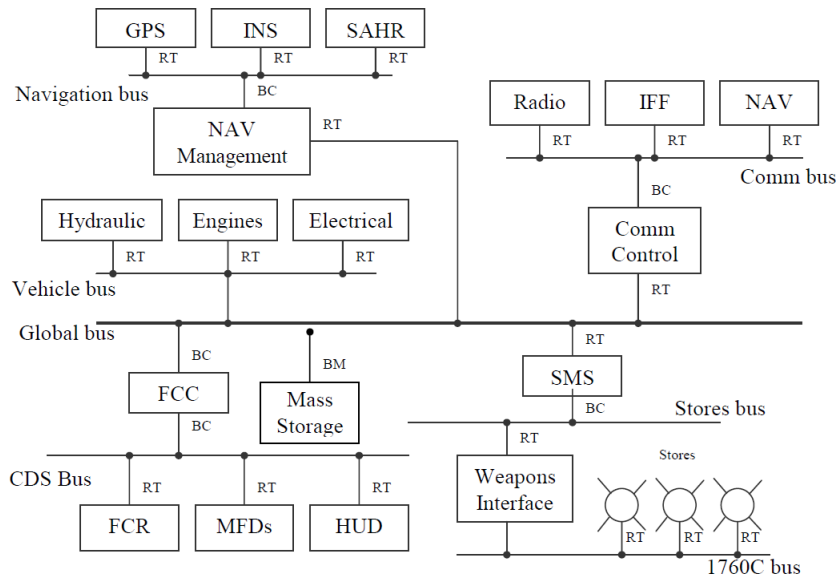 GPS INS SAHR
RT RT RT
Navigation bus
BC
NAV
Management
RT
Radio IFF NAV
RT RT RT
Comm bus
BC
Comm
Control
RT
Hydraulic Engines Electrical
RT RT RT
Vehicle bus
Global bus
BC
FCC
BC
BM
Mass
Storage
RT
SMS
BC
Stores bus
CDS Bus
RT RT RT
FCR MFDs HUD
RT
Weapons
Interface
Stores
RT RT RT
1760C bus